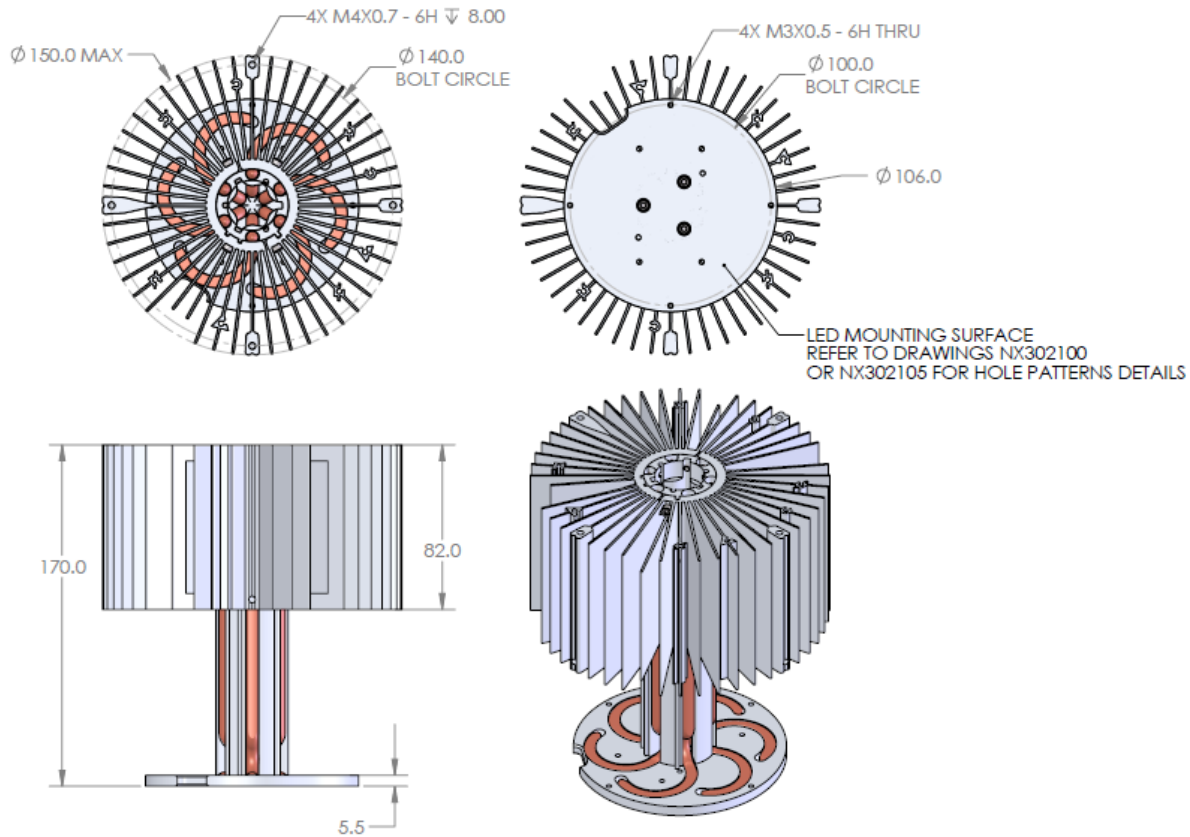 4X M4X0.7 - 6H ↧ 8.00
Ø 150.0 MAX
Ø 140.0
BOLT CIRCLE
4X M3X0.5 - 6H THRU
Ø 100.0
BOLT CIRCLE
Ø 106.0
LED MOUNTING SURFACE
REFER TO DRAWINGS NX302100
OR NX302105 FOR HOLE PATTERNS DETAILS
170.0
82.0
5.5